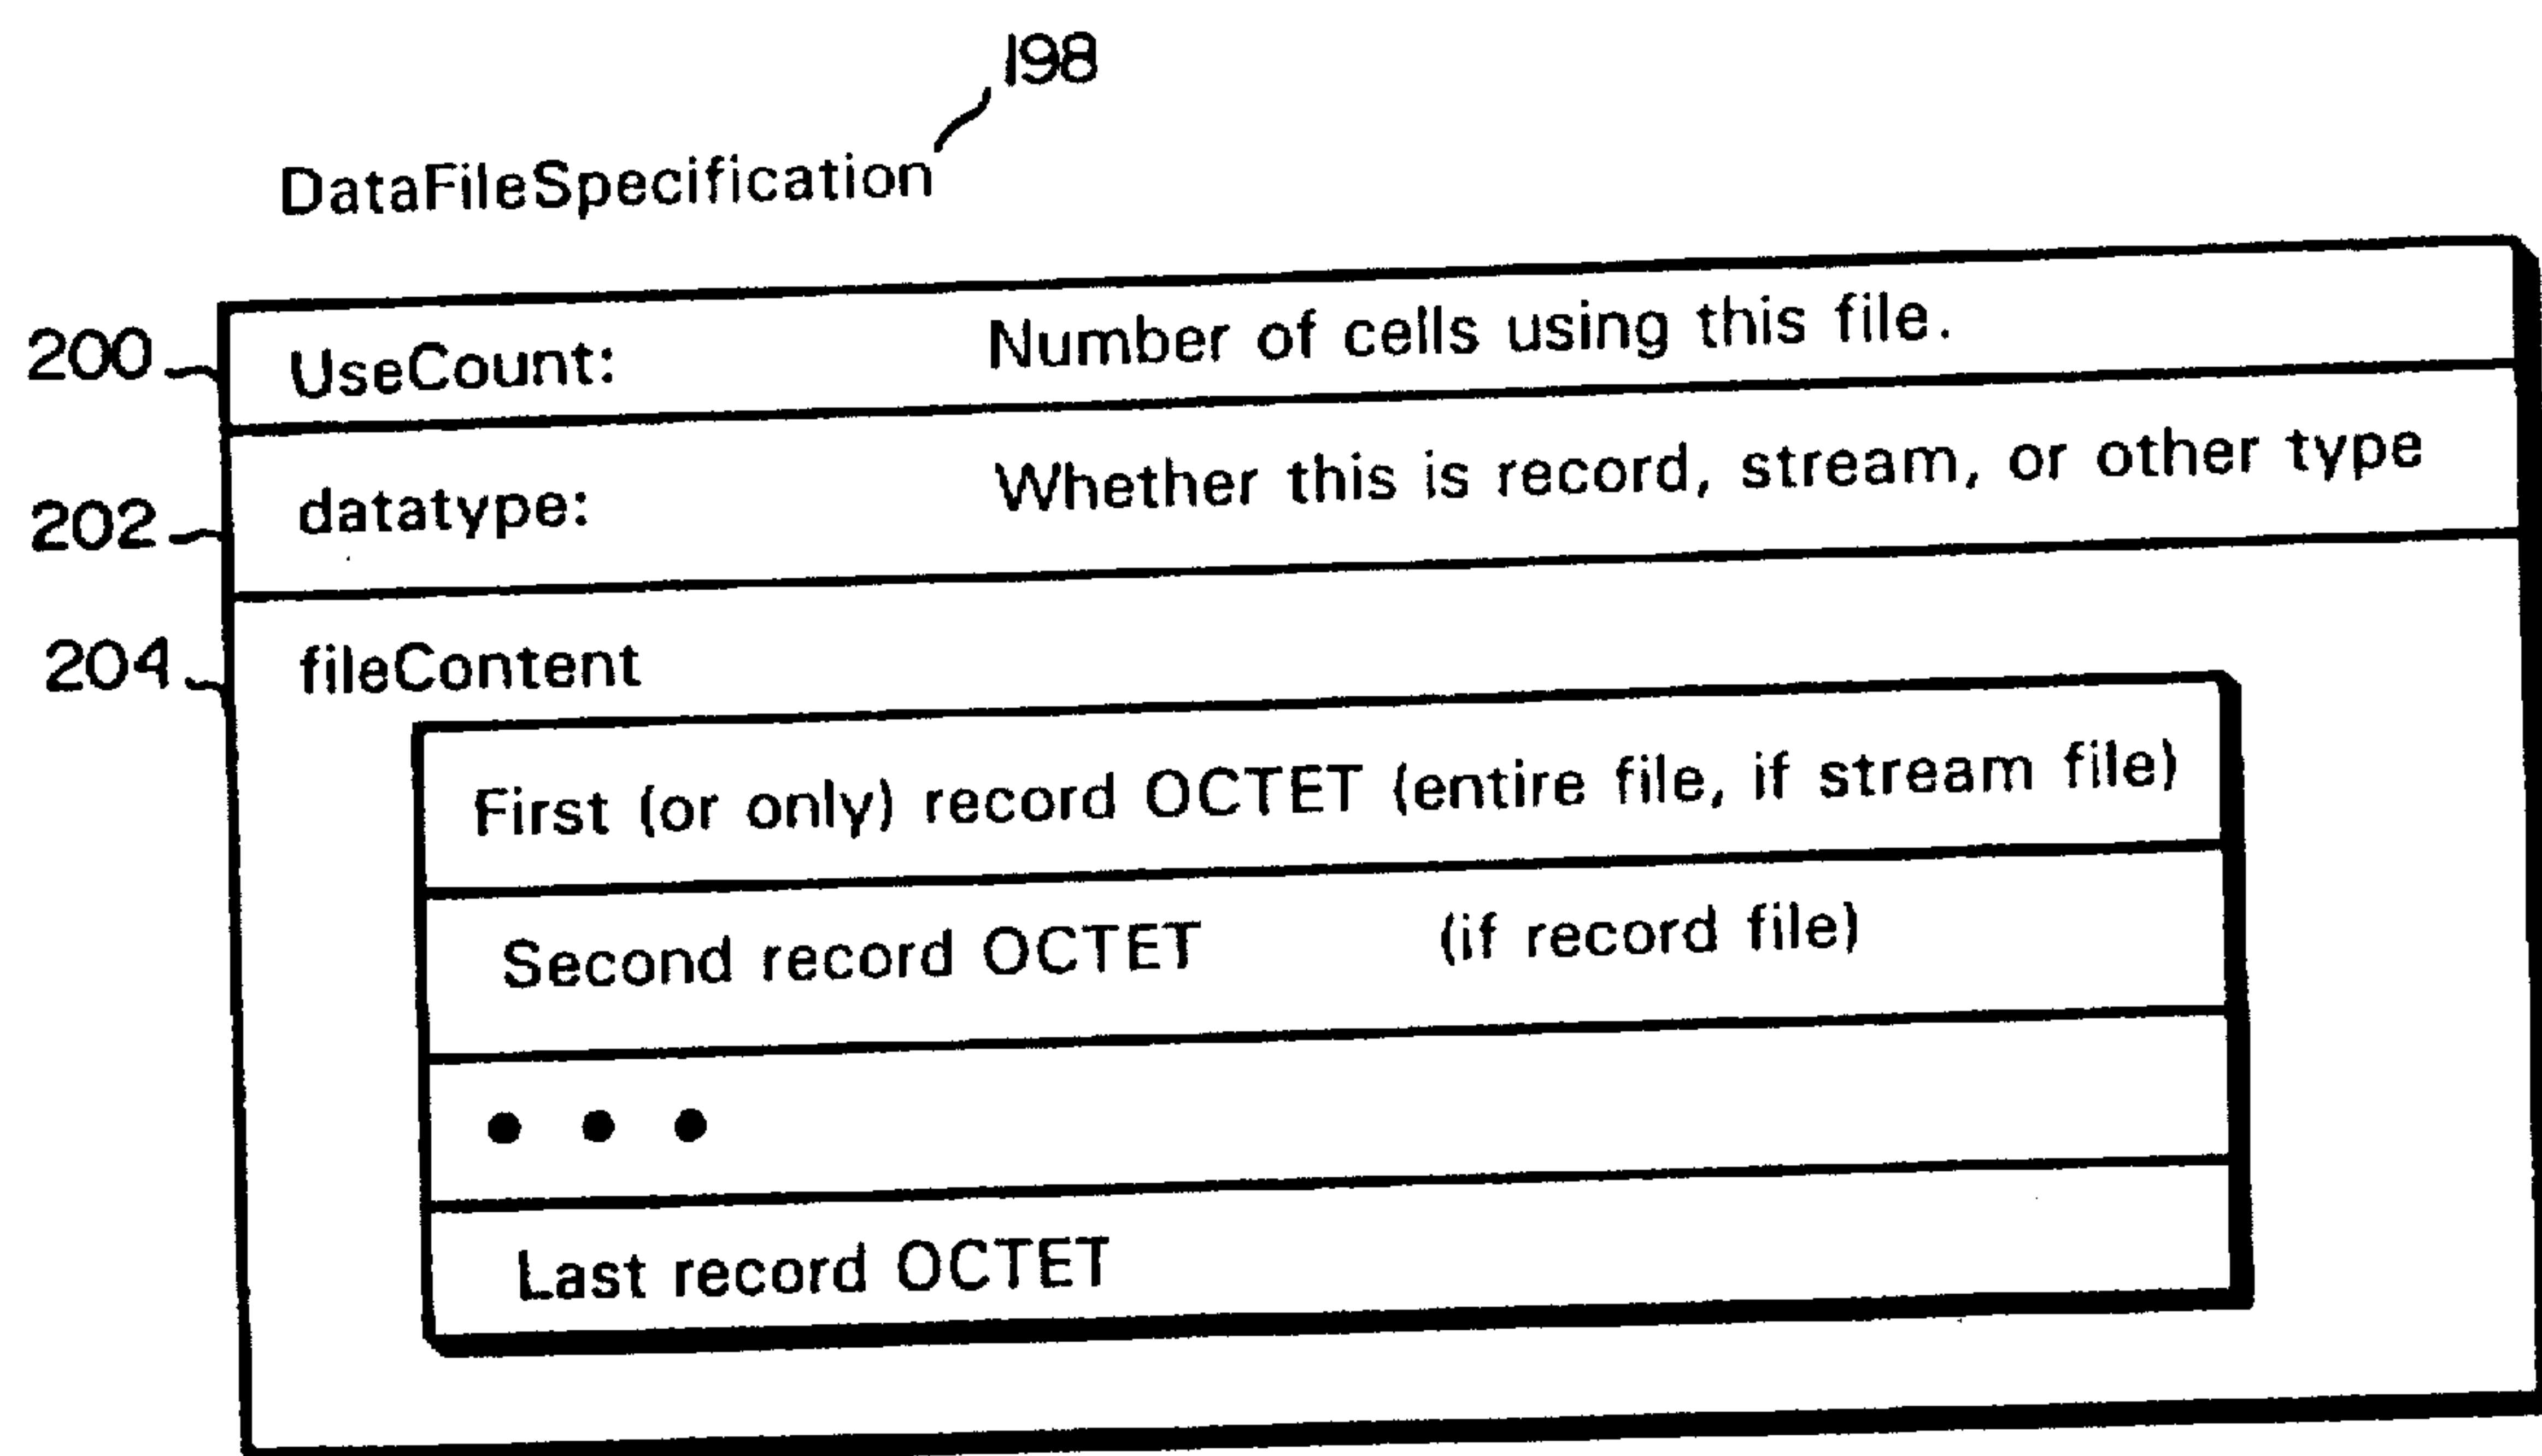 198
DataFileSpecification
200 UseCount: Number of cells using this file.
202 datatype: Whether this is record, stream, or other type
204 fileContent
First (or only) record OCTET (entire file, if stream file)
Second record OCTET (if record file)
• • •
Last record OCTET